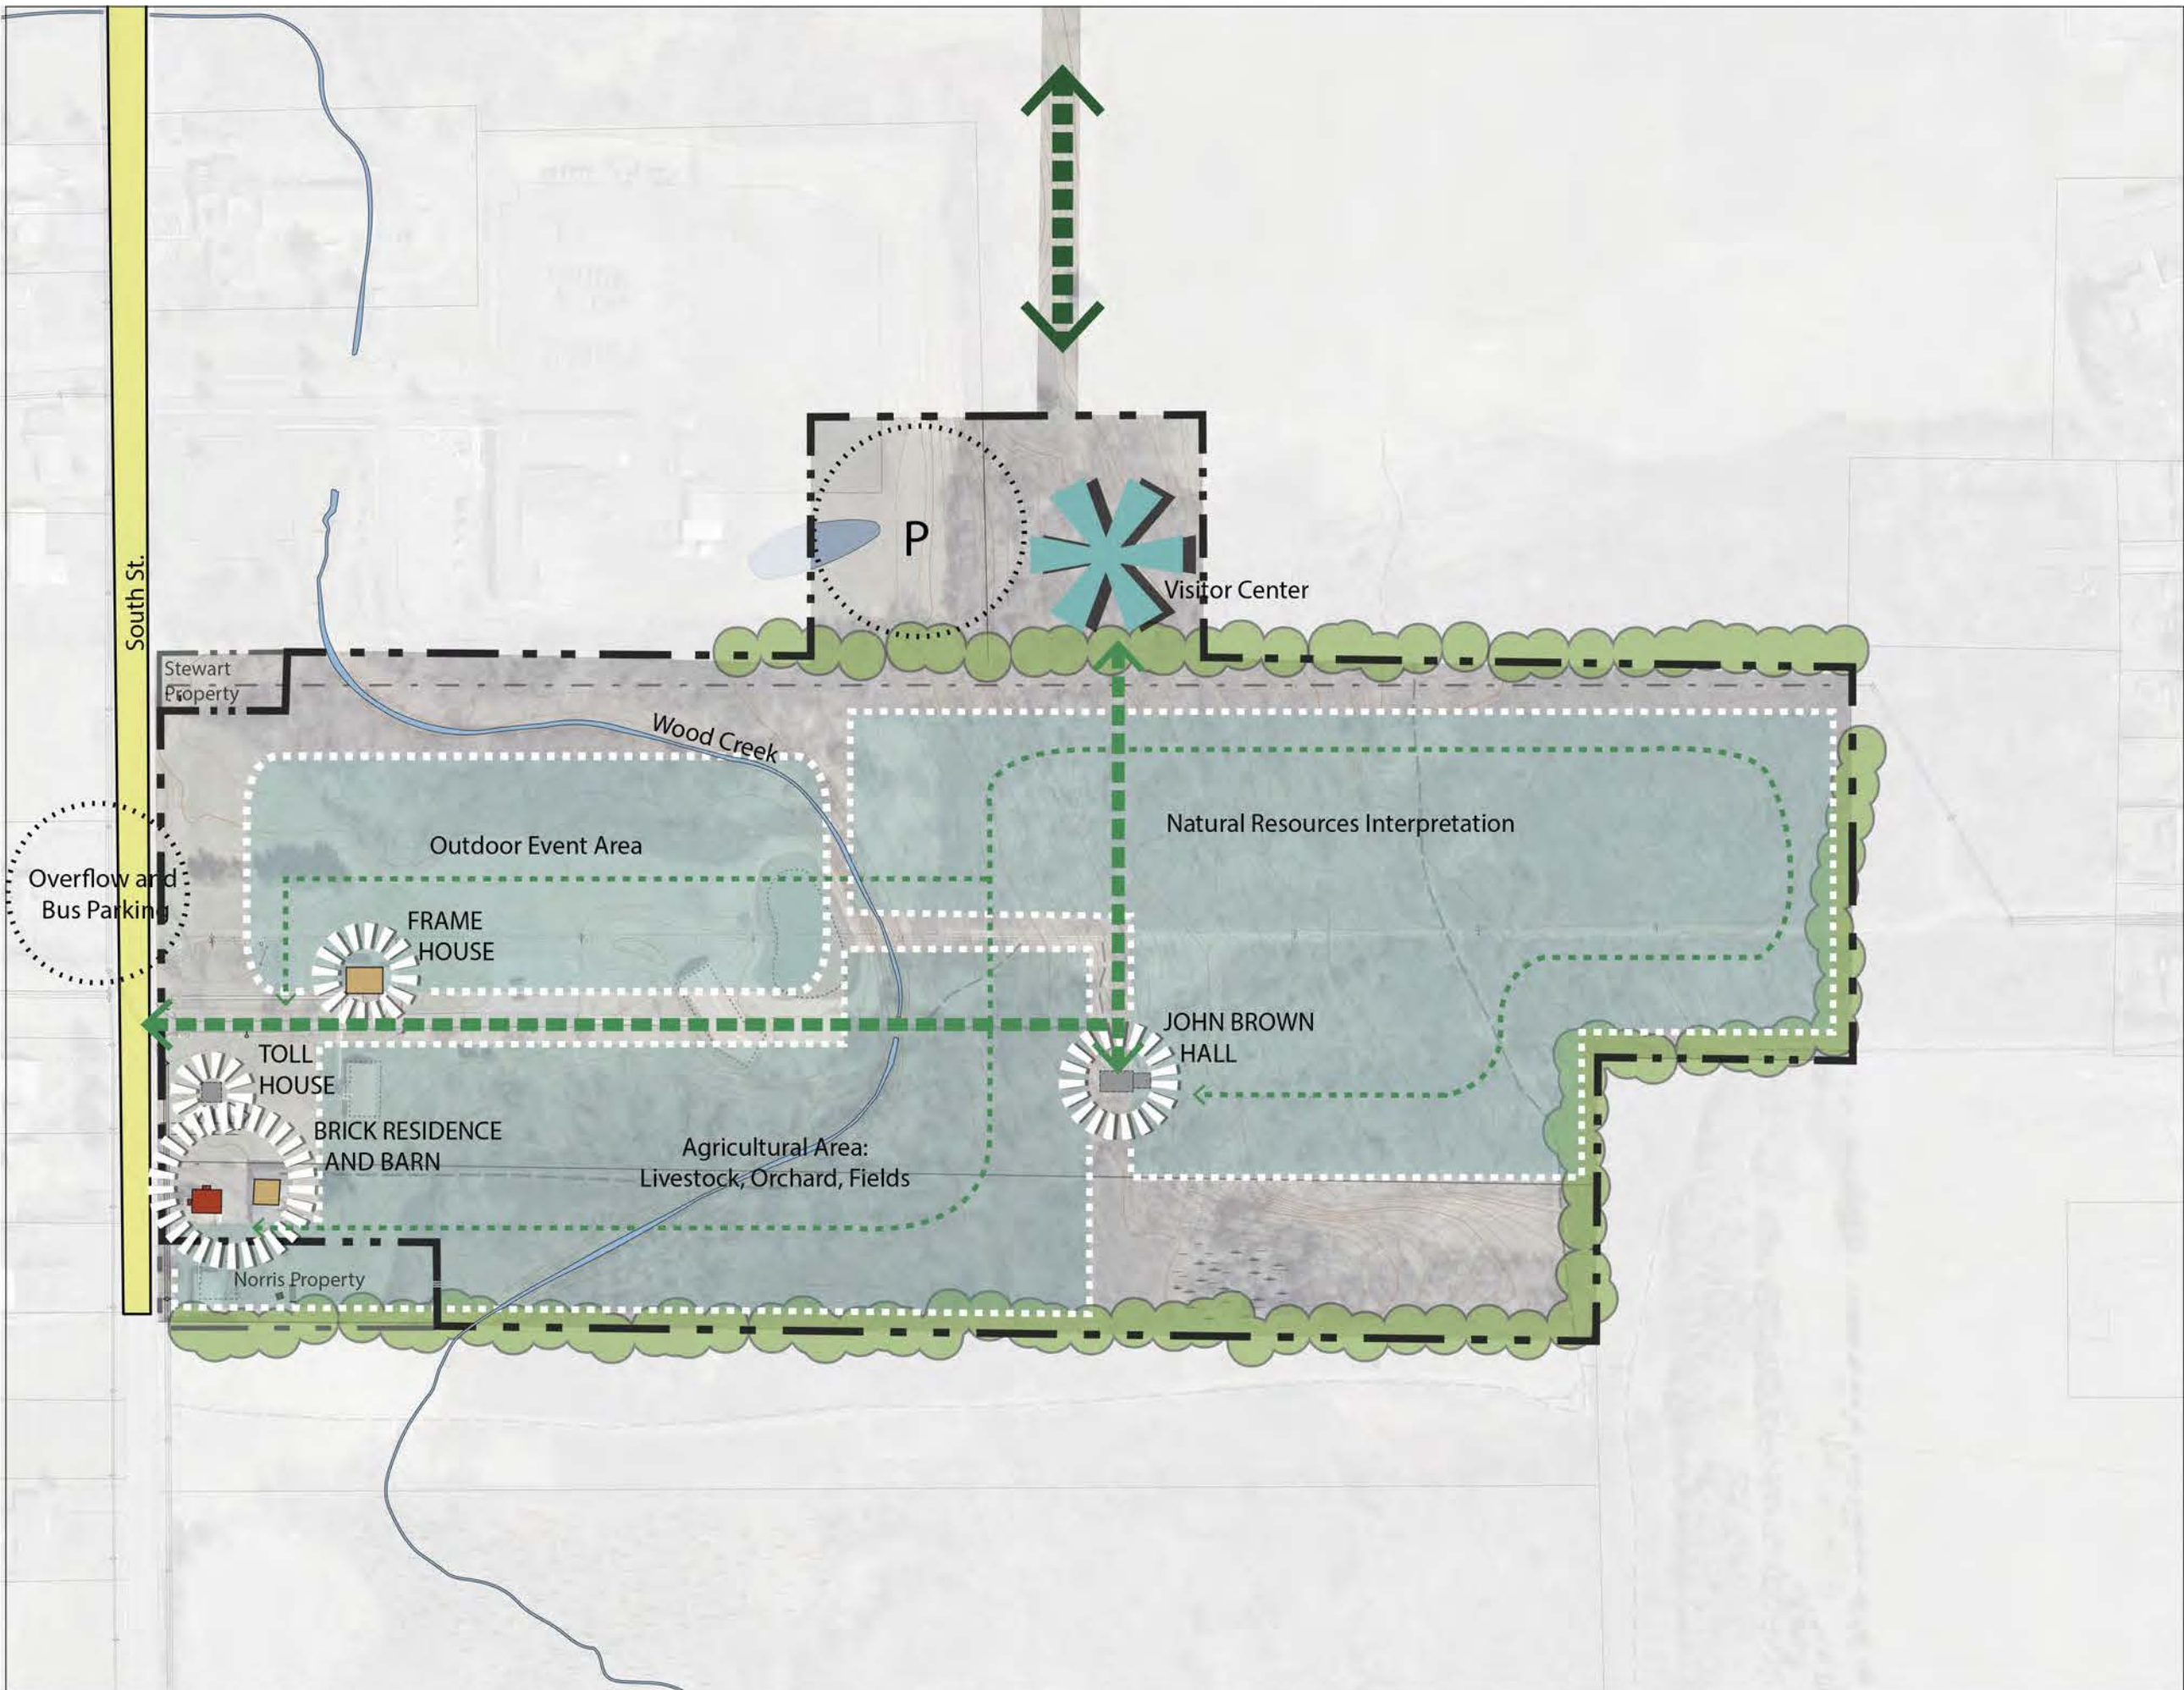 South St.
P
Visitor Center
Stewart
Property
Wood Creek
Natural Resources Interpretation
Outdoor Event Area
Overflow and
Bus Parking
FRAME
HOUSE
JOHN BROWN
HALL
TOLL
HOUSE
BRICK RESIDENCE
AND BARN
Agricultural Area:
Livestock, Orchard, Fields
Norris Property